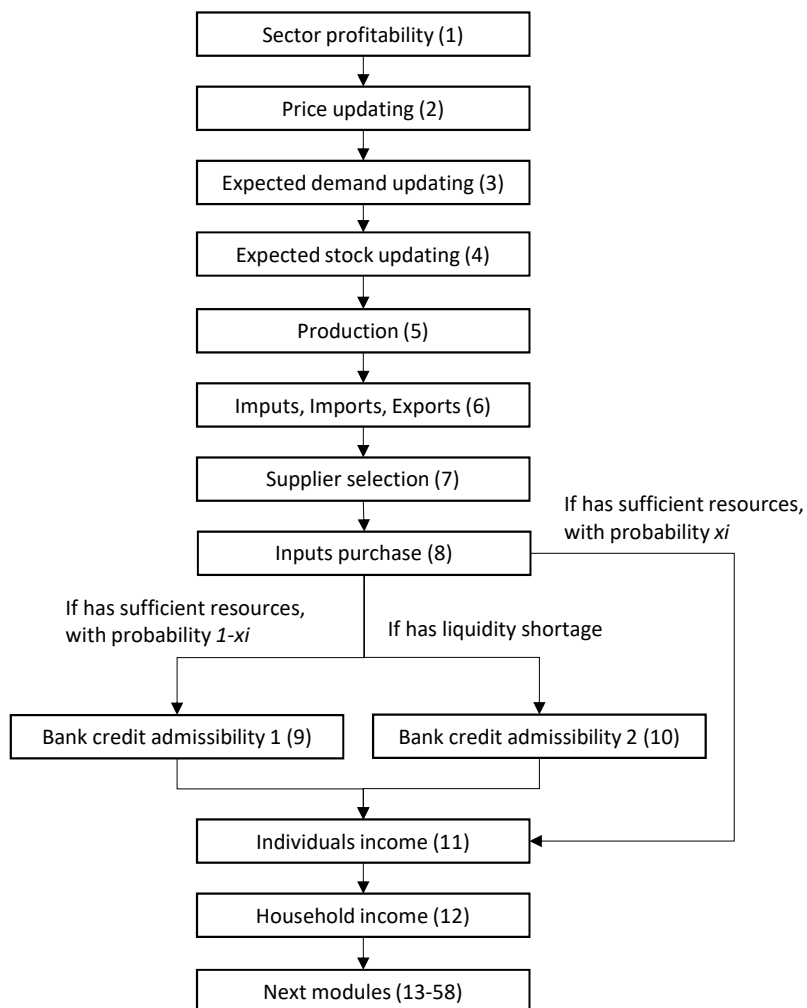 Sector profitability (1)
Price updating (2)
Expected demand updating (3)
Expected stock updating (4)
Production (5)
Imputs, Imports, Exports (6)
Supplier selection (7)
If has sufficient resources,
with probability xi
Inputs purchase (8)
If has sufficient resources,
with probability 1-xi
If has liquidity shortage
Bank credit admissibility 1 (9)
Bank credit admissibility 2 (10)
Individuals income (11)
Household income (12)
Next modules (13-58)